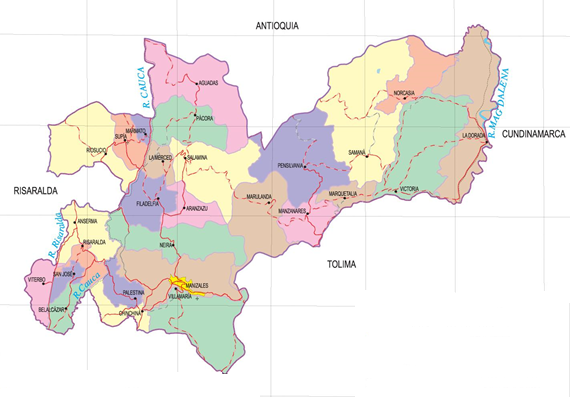 ANTIOQUIA
R. CAUCA
AGUADAS
NORCASIA
R. MAGDALENA
PÁCORA
MARMATO
SUPÍA
LA DORADA
CUNDINAMARCA
RIOSUCIO
LA MERCED
SALAMINA
PENSILVANIA
SAMANÁ
RISARALDA
FILADELFIA
ARANZAZU
MARULANDA
MARQUETALIA
VICTORIA
MANZANARES
ANSERMA
R. Risaralda
RISARALDA
NEIRA
TOLIMA
SAN JOSÉ
VITERBO
R. Cauca
PALESTINA
MANIZALES
VILLAMARÍA
BELALCÁZAR
CHINCHINÁ